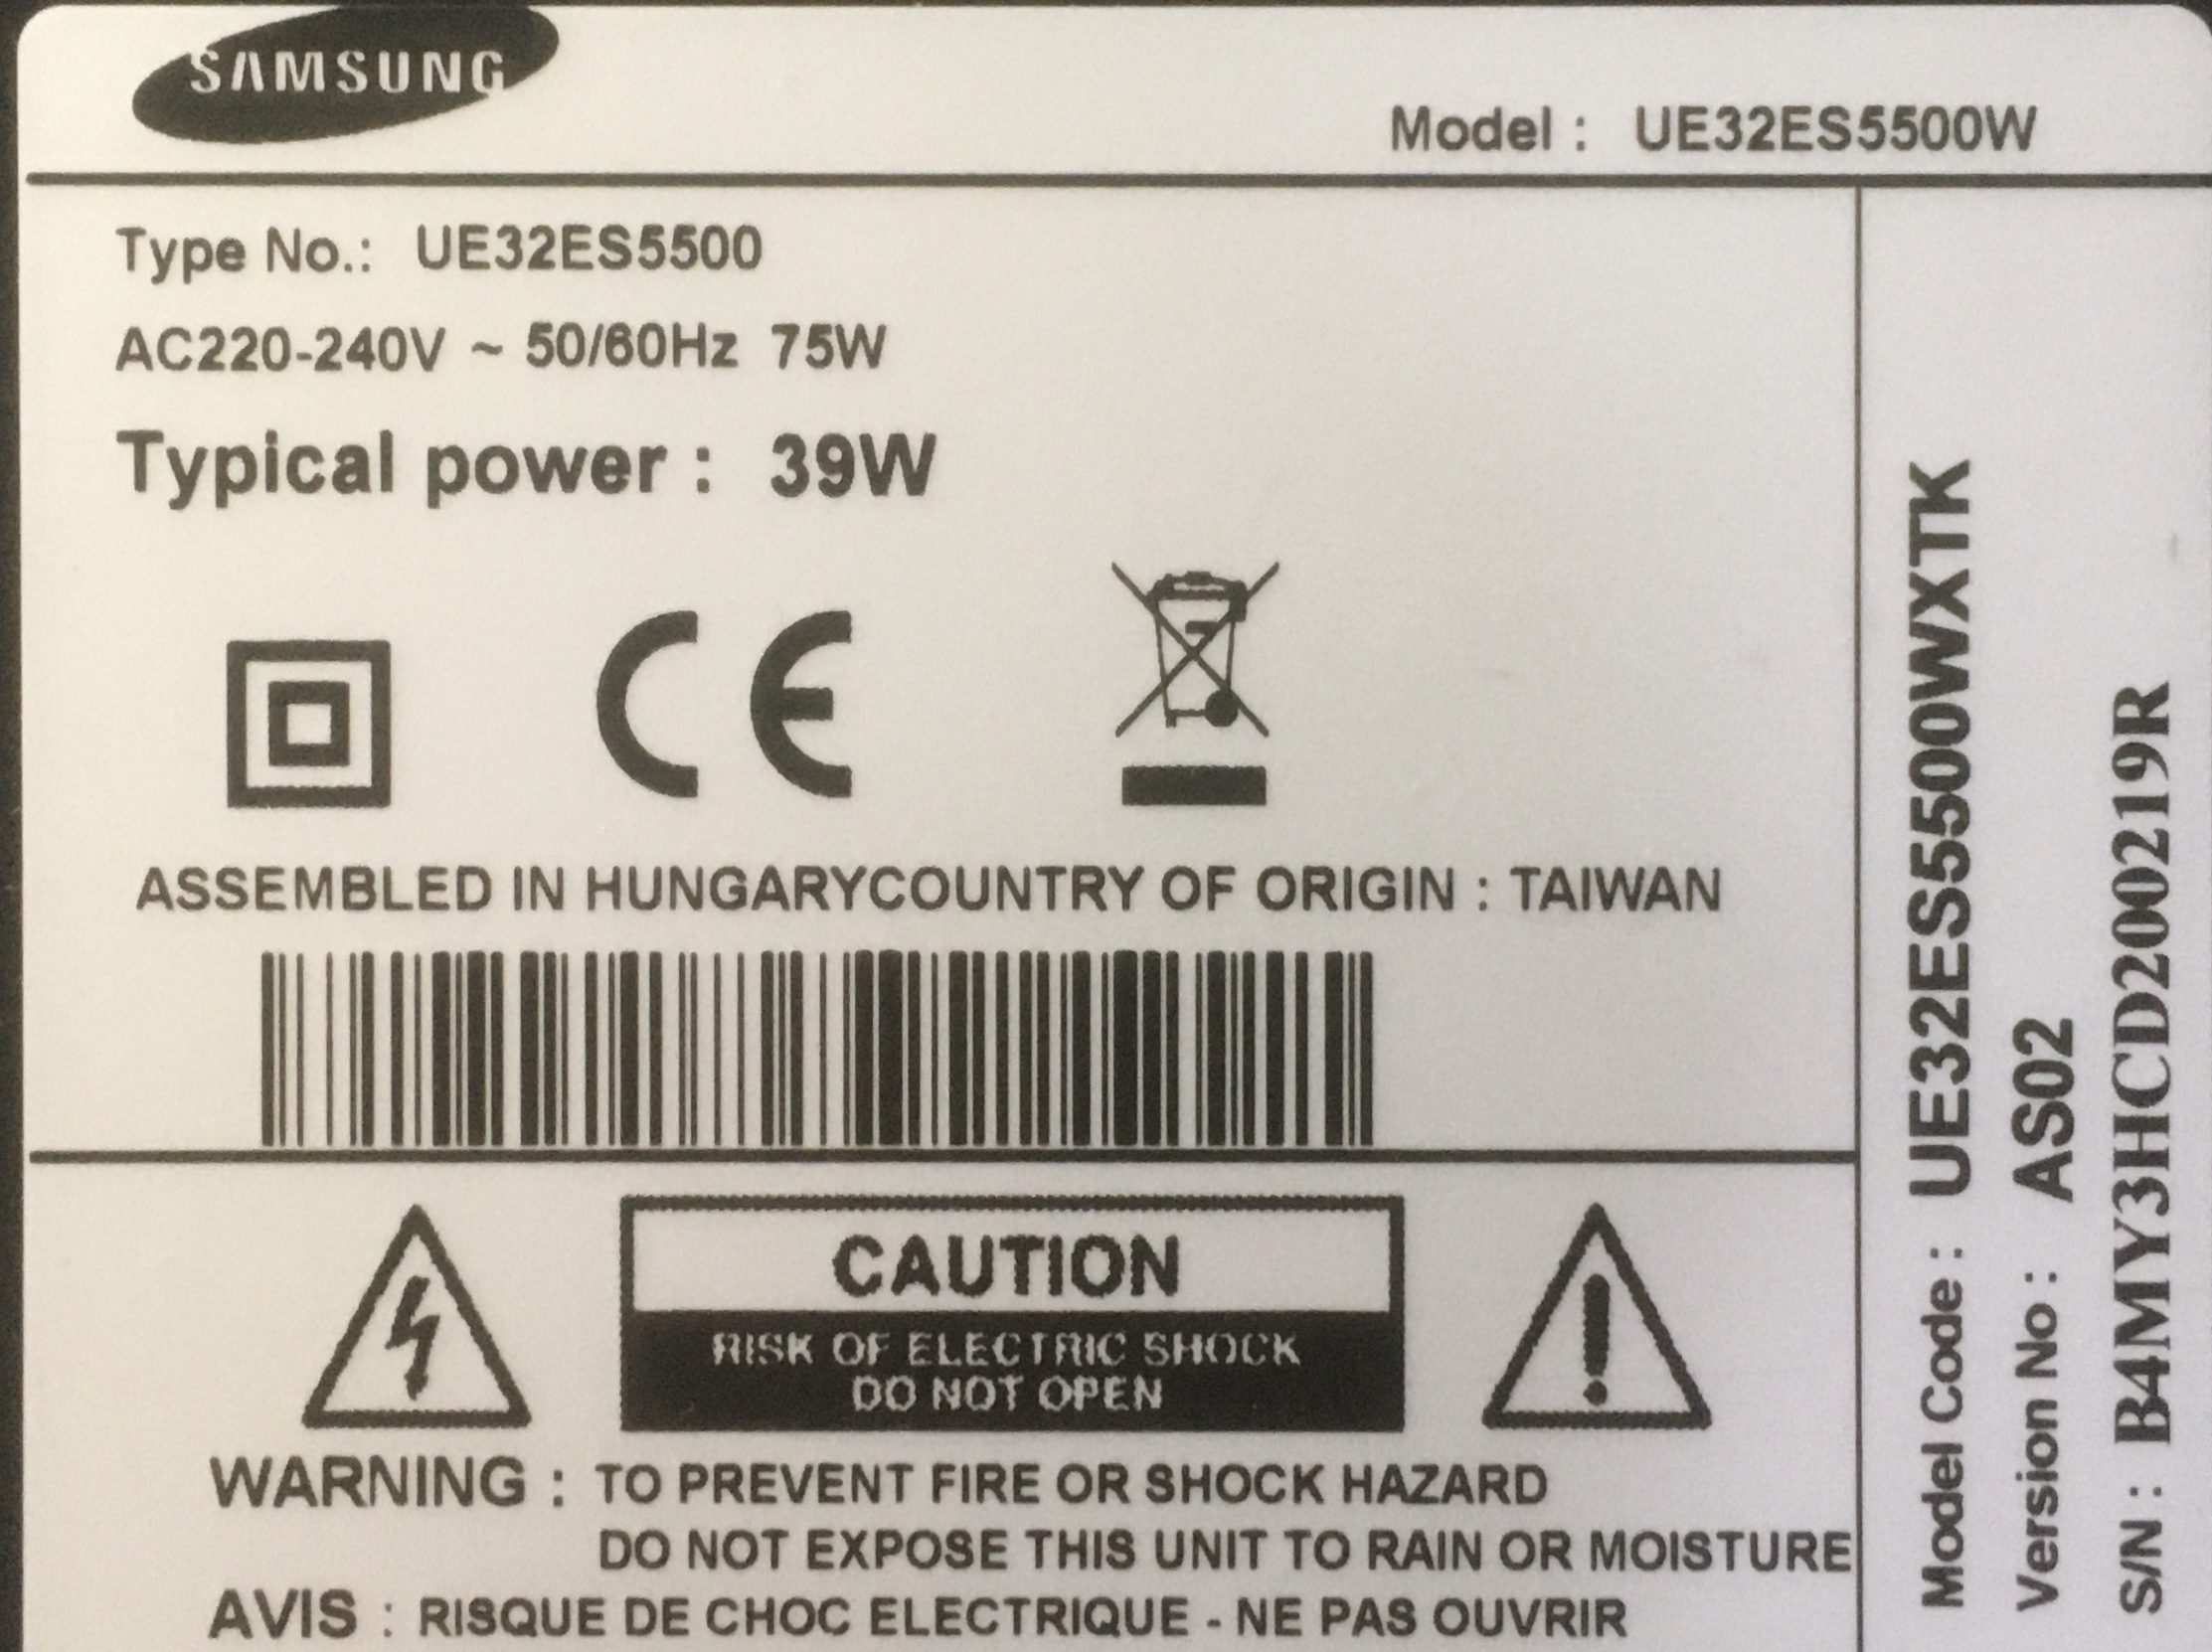 SAMSUNG
Model : UE32ES5500W
Type No.: UE32ES5500
AC220-240V ~ 50/60Hz 75W
Typical power : 39W
CE
ASSEMBLED IN HUNGARYCOUNTRY OF ORIGIN : TAIWAN
CAUTION
RISK OF ELECTRIC SHOCK
DO NOT OPEN
WARNING : TO PREVENT FIRE OR SHOCK HAZARD
DO NOT EXPOSE THIS UNIT TO RAIN OR MOISTURE
AVIS : RISQUE DE CHOC ELECTRIQUE - NE PAS OUVRIR
Model Code : UE32ES5500WXTK
Version No : AS02
S/N : B4MY3HCD200219R